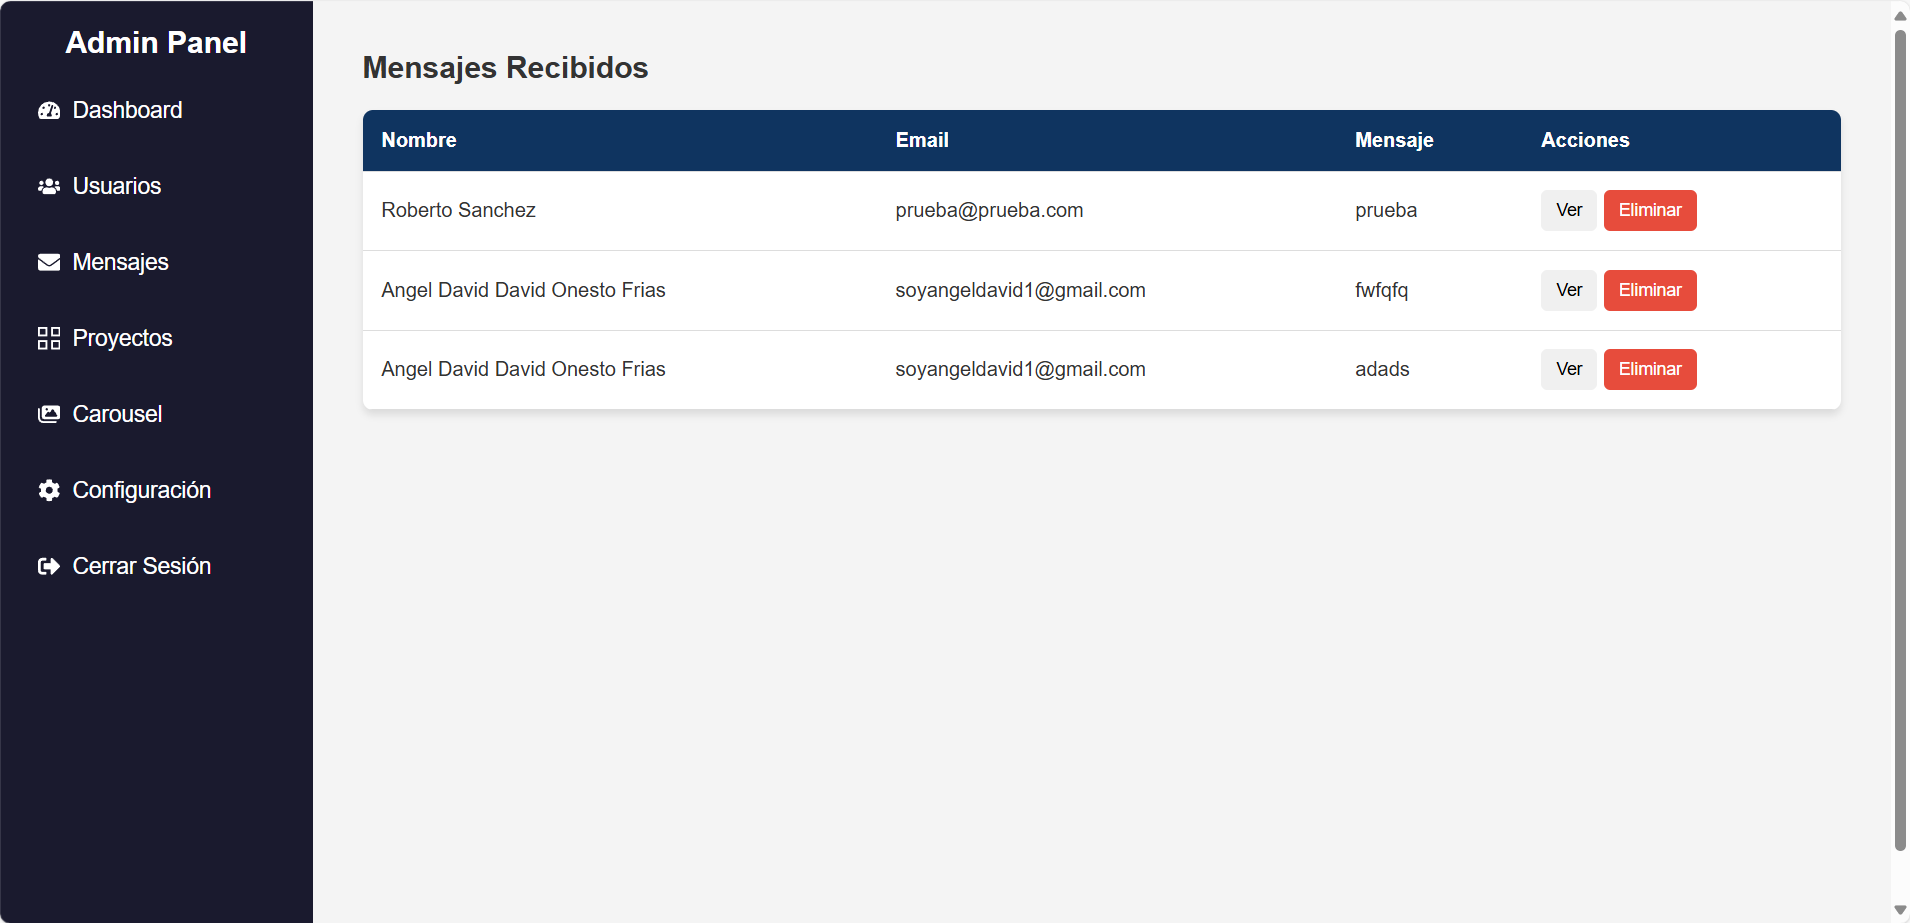 Admin Panel
Dashboard
Usuarios
Mensajes
Proyectos
Carousel
Configuración
Cerrar Sesión
Mensajes Recibidos
Nombre Email Mensaje Acciones
Roberto Sanchez prueba@prueba.com prueba Ver Eliminar
Angel David David Onesto Frias soyangeldavid1@gmail.com fwfqfq Ver Eliminar
Angel David David Onesto Frias soyangeldavid1@gmail.com adads Ver Eliminar